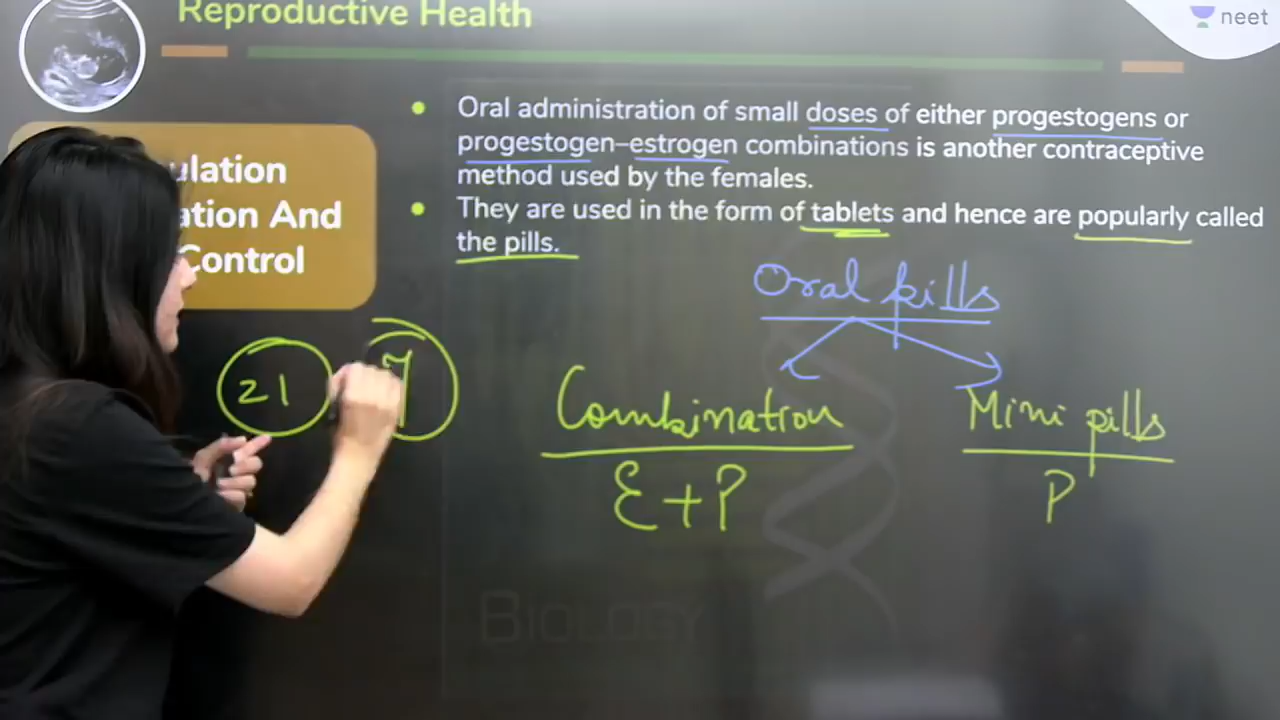 Reproductive Health
neet
Oral administration of small doses of either progestogens or
progestogen–estrogen combinations is another contraceptive
method used by the females.
They are used in the form of tablets and hence are popularly called
the pills.
ulation
ation And
Control
Oral pills
21 7
Combination
Mini pills
E+P
P
BIOLOGY